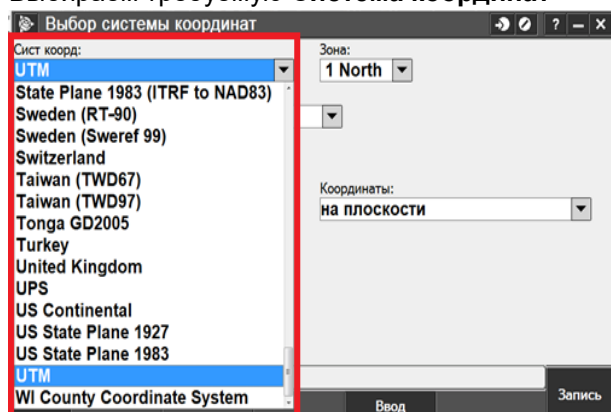 Выбираем требуемую Система координат
Выбор системы координат
? – X
Сист коорд:
Зона:
UTM
1 North
State Plane 1983 (ITRF to NAD83)
Sweden (RT-90)
Sweden (Sweref 99)
Switzerland
Taiwan (TWD67)
Taiwan (TWD97)
Координаты:
на плоскости
Tonga GD2005
Turkey
United Kingdom
UPS
US Continental
US State Plane 1927
US State Plane 1983
UTM
WI County Coordinate System
Ввод
Запись